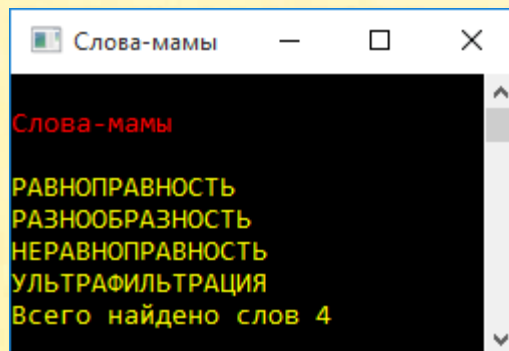 Слова-мамы
Слова-мамы
РАВНОПРАВНОСТЬ
РАЗНООБРАЗНОСТЬ
НЕРАВНОПРАВНОСТЬ
УЛЬТРАФИЛЬТРАЦИЯ
Всего найдено слов 4